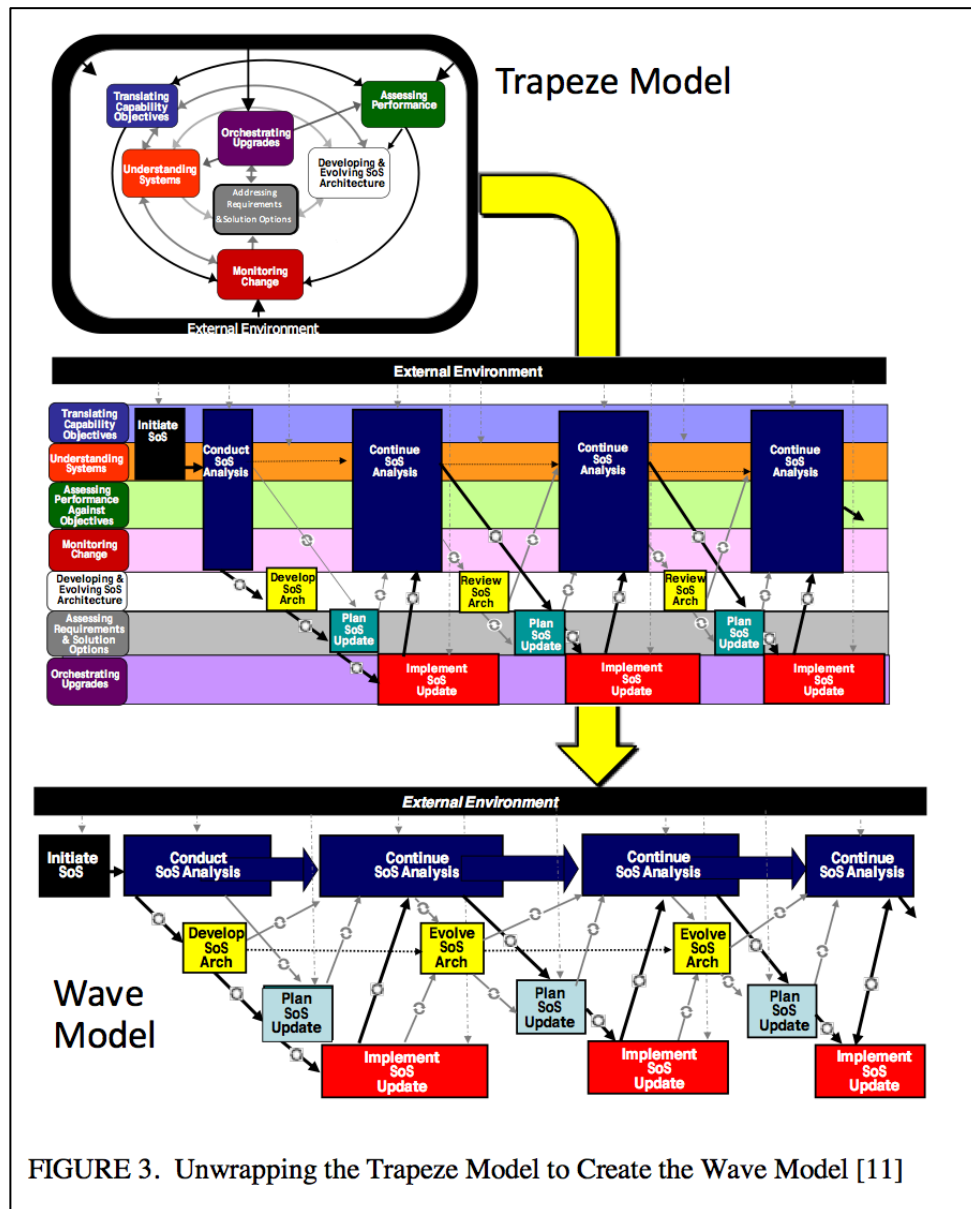 Trapeze Model
Translating
Capability
Objectives
Assessing
Performance
Orchestrating
Upgrades
Understanding
Systems
Developing &
Evolving SoS
Architecture
Addressing
Requirements
& Solution Options
Monitoring
Change
External Environment
External Environment
Translating
Capability
Objectives
Understanding
Systems
Assessing
Performance
Against
Objectives
Monitoring
Change
Developing &
Evolving SoS
Architecture
Assessing
Requirements
& Solution
Options
Orchestrating
Upgrades
Initiate
SoS
Conduct
SoS
Analysis
Continue
SoS
Analysis
Continue
SoS
Analysis
Continue
SoS
Analysis
Develop
SoS
Arch
Review
SoS
Arch
Review
SoS
Arch
Plan
SoS
Update
Plan
SoS
Update
Plan
SoS
Update
Implement
SoS
Update
Implement
SoS
Update
Implement
SoS
Update
External Environment
Initiate
SoS
Conduct
SoS Analysis
Continue
SoS Analysis
Continue
SoS Analysis
Continue
SoS Analysis
Develop
SoS
Arch
Evolve
SoS
Arch
Evolve
SoS
Arch
Wave
Model
Plan
SoS
Update
Plan
SoS
Update
Plan
SoS
Update
Implement
SoS
Update
Implement
SoS
Update
Implement
SoS
Update
FIGURE 3. Unwrapping the Trapeze Model to Create the Wave Model [11]